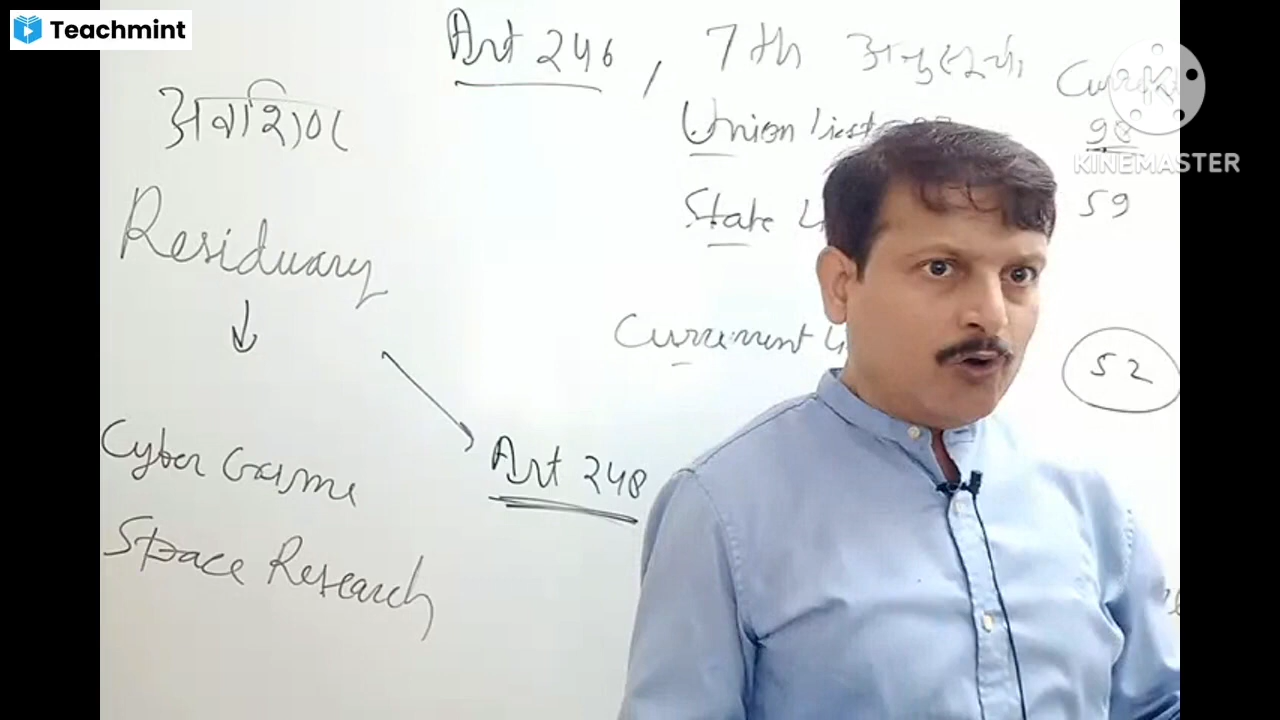 Teachmint
Art 246, 7th अनुसूची
अवशिष्ट
Union List 98
KINEMASTER
State 59
Residuary
52
Art 248
Cyber Crime
Space Research